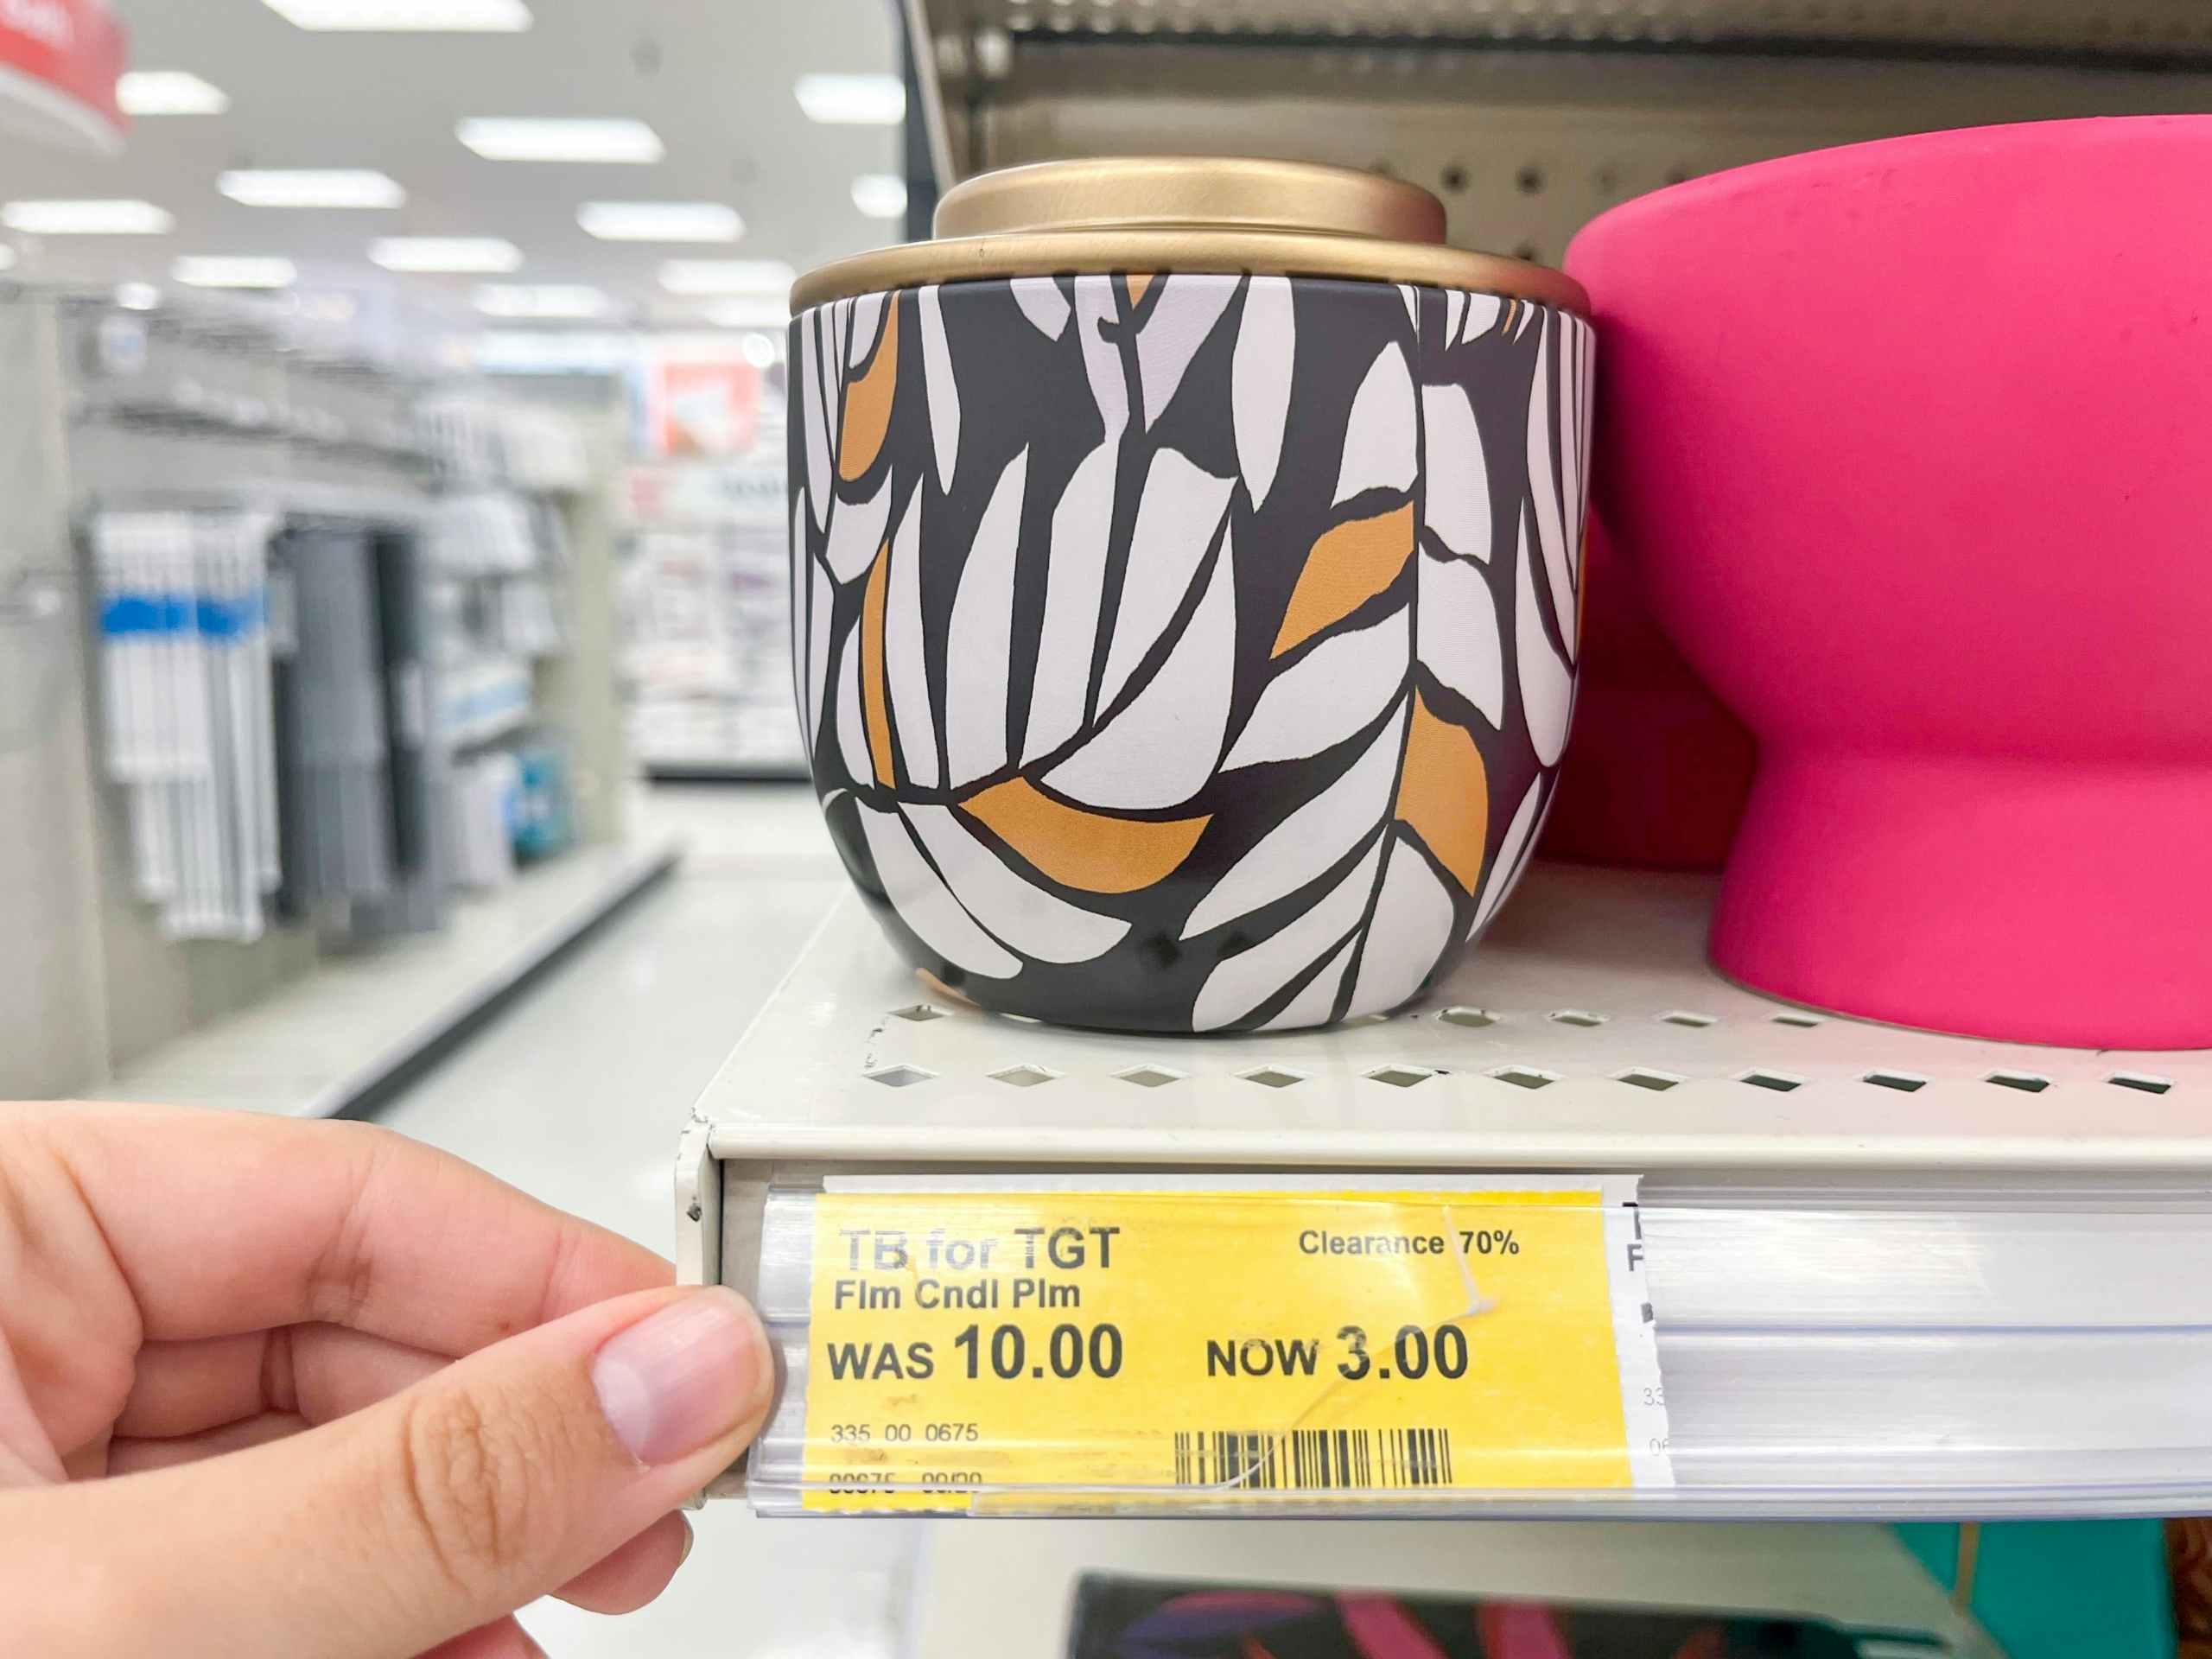 TB for TGT
Clearance 70%
Flm Cndl Plm
WAS 10.00
NOW 3.00
335 00 0675